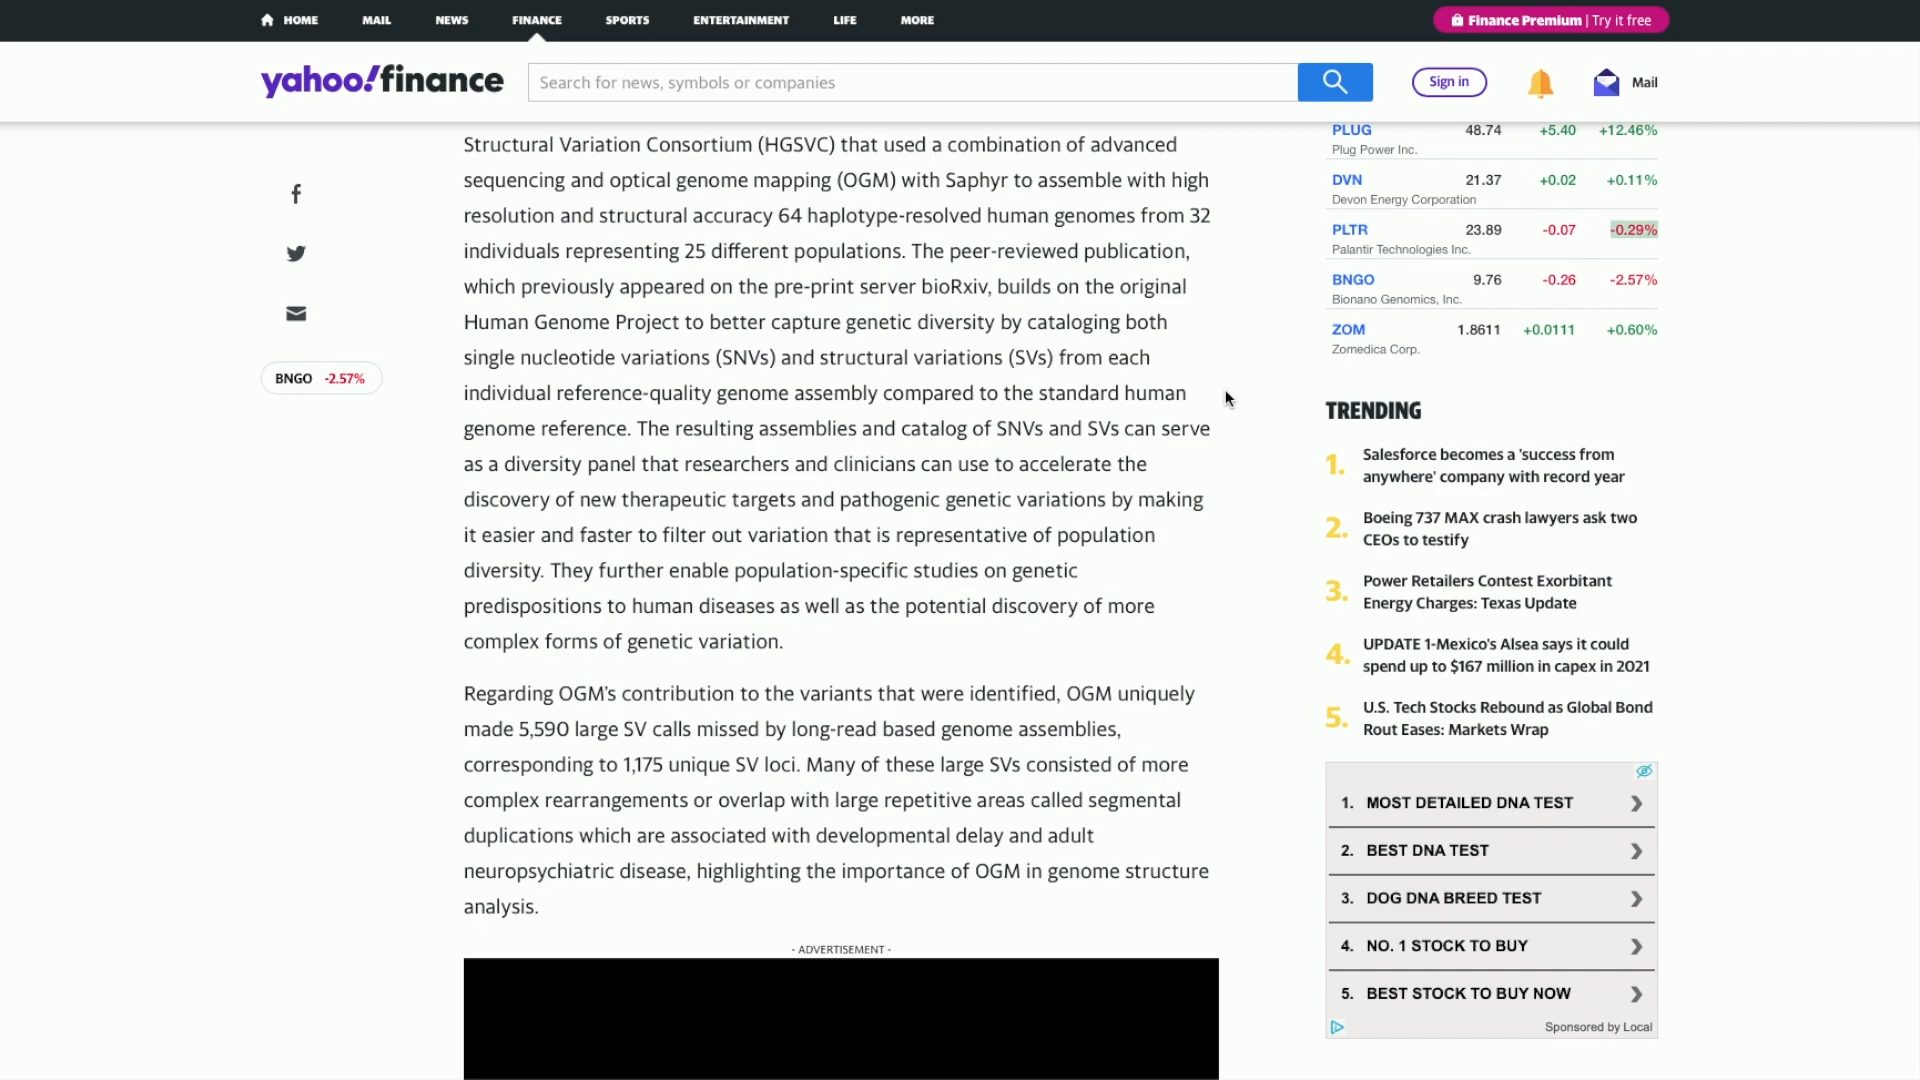 HOME MAIL NEWS FINANCE SPORTS ENTERTAINMENT LIFE MORE Finance Premium | Try it free
yahoo!finance Search for news, symbols or companies Sign in Mail
Structural Variation Consortium (HGSVC) that used a combination of advanced
sequencing and optical genome mapping (OGM) with Saphyr to assemble with high
resolution and structural accuracy 64 haplotype-resolved human genomes from 32
individuals representing 25 different populations. The peer-reviewed publication,
which previously appeared on the pre-print server bioRxiv, builds on the original
Human Genome Project to better capture genetic diversity by cataloging both
single nucleotide variations (SNVs) and structural variations (SVs) from each
individual reference-quality genome assembly compared to the standard human
genome reference. The resulting assemblies and catalog of SNVs and SVs can serve
as a diversity panel that researchers and clinicians can use to accelerate the
discovery of new therapeutic targets and pathogenic genetic variations by making
it easier and faster to filter out variation that is representative of population
diversity. They further enable population-specific studies on genetic
predispositions to human diseases as well as the potential discovery of more
complex forms of genetic variation.
Regarding OGM's contribution to the variants that were identified, OGM uniquely
made 5,590 large SV calls missed by long-read based genome assemblies,
corresponding to 1,175 unique SV loci. Many of these large SVs consisted of more
complex rearrangements or overlap with large repetitive areas called segmental
duplications which are associated with developmental delay and adult
neuropsychiatric disease, highlighting the importance of OGM in genome structure
analysis.
- ADVERTISEMENT -
BNGO -2.57%
PLUG 48.74 +5.40 +12.46%
Plug Power Inc.
DVN 21.37 +0.02 +0.11%
Devon Energy Corporation
PLTR 23.89 -0.07 -0.29%
Palantir Technologies Inc.
BNGO 9.76 -0.26 -2.57%
Bionano Genomics, Inc.
ZOM 1.8611 +0.0111 +0.60%
Zomedica Corp.
TRENDING
1. Salesforce becomes a 'success from
anywhere' company with record year
2. Boeing 737 MAX crash lawyers ask two
CEOs to testify
3. Power Retailers Contest Exorbitant
Energy Charges: Texas Update
4. UPDATE 1-Mexico's Alsea says it could
spend up to $167 million in capex in 2021
5. U.S. Tech Stocks Rebound as Global Bond
Rout Eases: Markets Wrap
1. MOST DETAILED DNA TEST
2. BEST DNA TEST
3. DOG DNA BREED TEST
4. NO. 1 STOCK TO BUY
5. BEST STOCK TO BUY NOW
Sponsored by Local